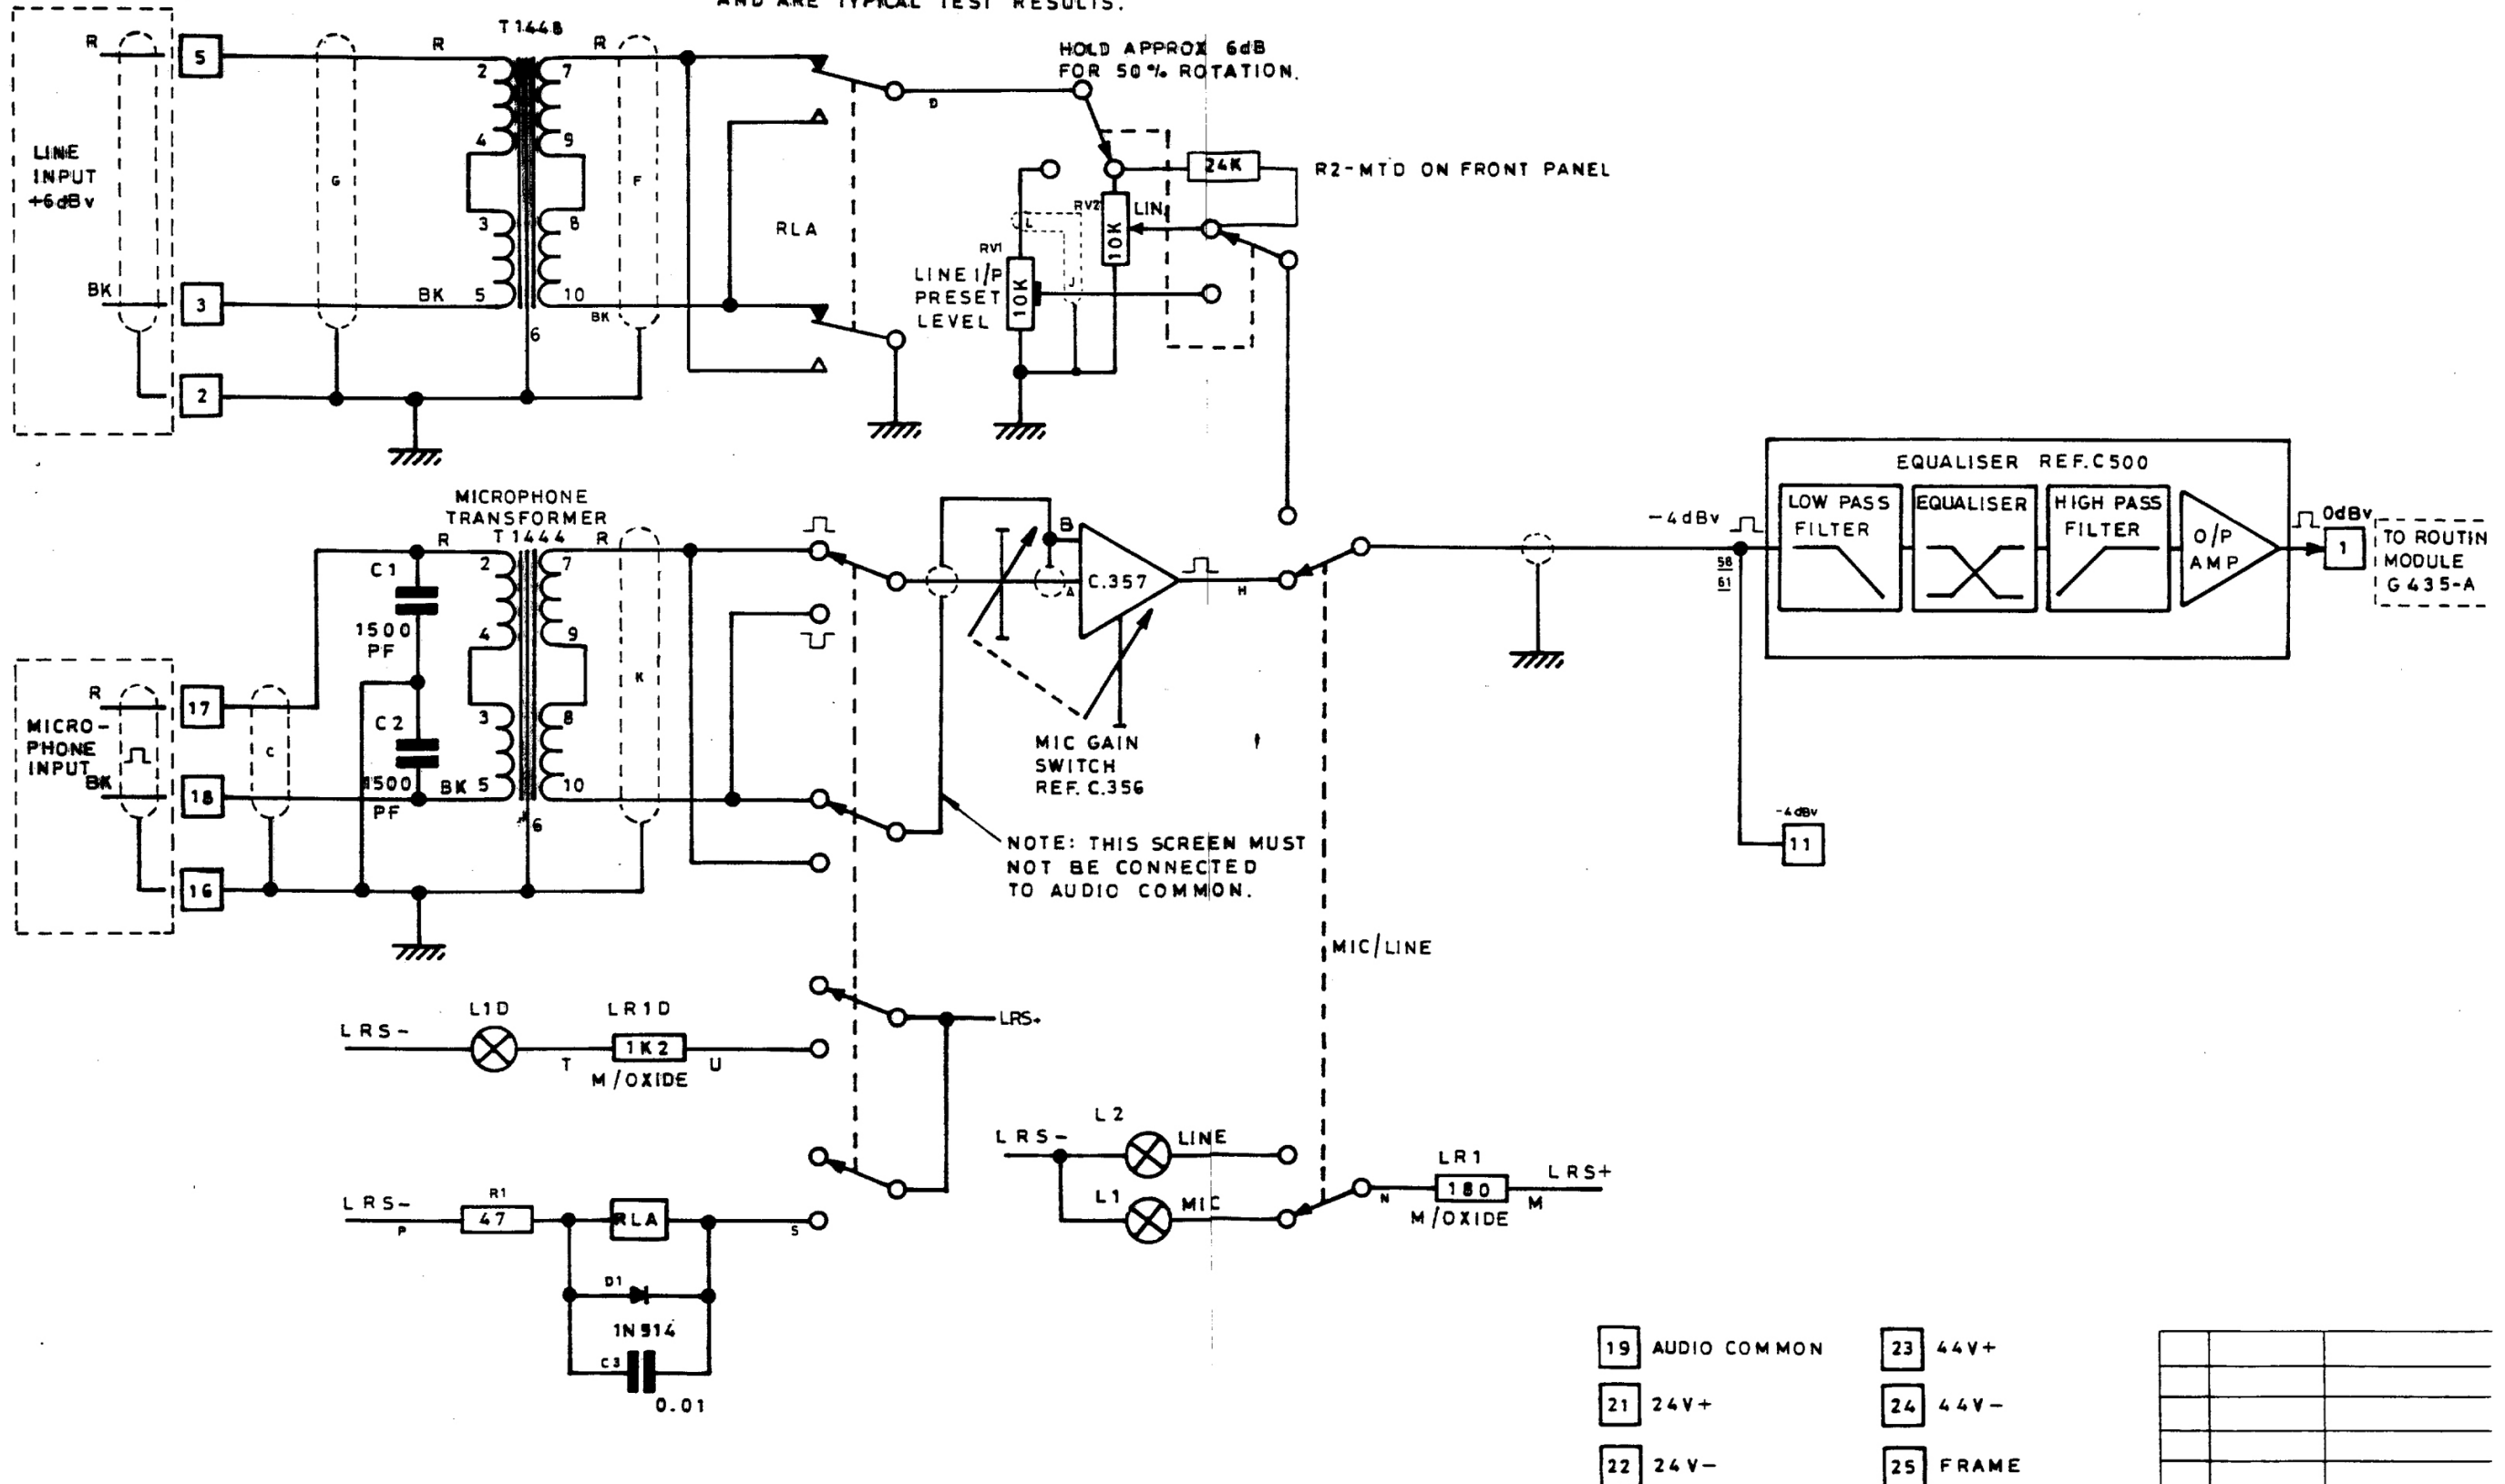 AND ARE TYPICAL TEST RESULTS.
T1448
HOLD APPROX 6dB
FOR 50% ROTATION.
R
5
R
2
7
R
D
4
9
24K
R2-MTD ON FRONT PANEL
LINE
INPUT
+6dBv
G
F
RV2
LIN
10K
3
8
RLA
L
RV1
LINE I/P
PRESET
LEVEL
10K
J
BK
3
BK
5
10
BK
6
2
MICROPHONE
TRANSFORMER
T1444
EQUALISER REF.C500
LOW PASS
FILTER
EQUALISER
HIGH PASS
FILTER
O/P
AMP
-4dBv
0dBv
1
TO ROUTIN
MODULE
G435-A
58
61
R
2
7
R
C1
1500
PF
4
9
B
A
C.357
H
K
R
17
C2
3
8
MICRO-
PHONE
INPUT
C
MIC GAIN
SWITCH
REF. C.356
BK
18
1500
PF
BK
5
10
6
-4dBv
11
NOTE: THIS SCREEN MUST
NOT BE CONNECTED
TO AUDIO COMMON.
16
MIC/LINE
L1D
LR1D
LRS+
LRS-
T
1K2
U
M/OXIDE
L2
LRS-
LINE
LR1
LRS+
L1
MIC
N
180
M
M/OXIDE
LRS-
P
R1
47
RLA
S
D1
1N914
C3
0.01
19 AUDIO COMMON
23 44V+
21 24V+
24 44V-
22 24V-
25 FRAME